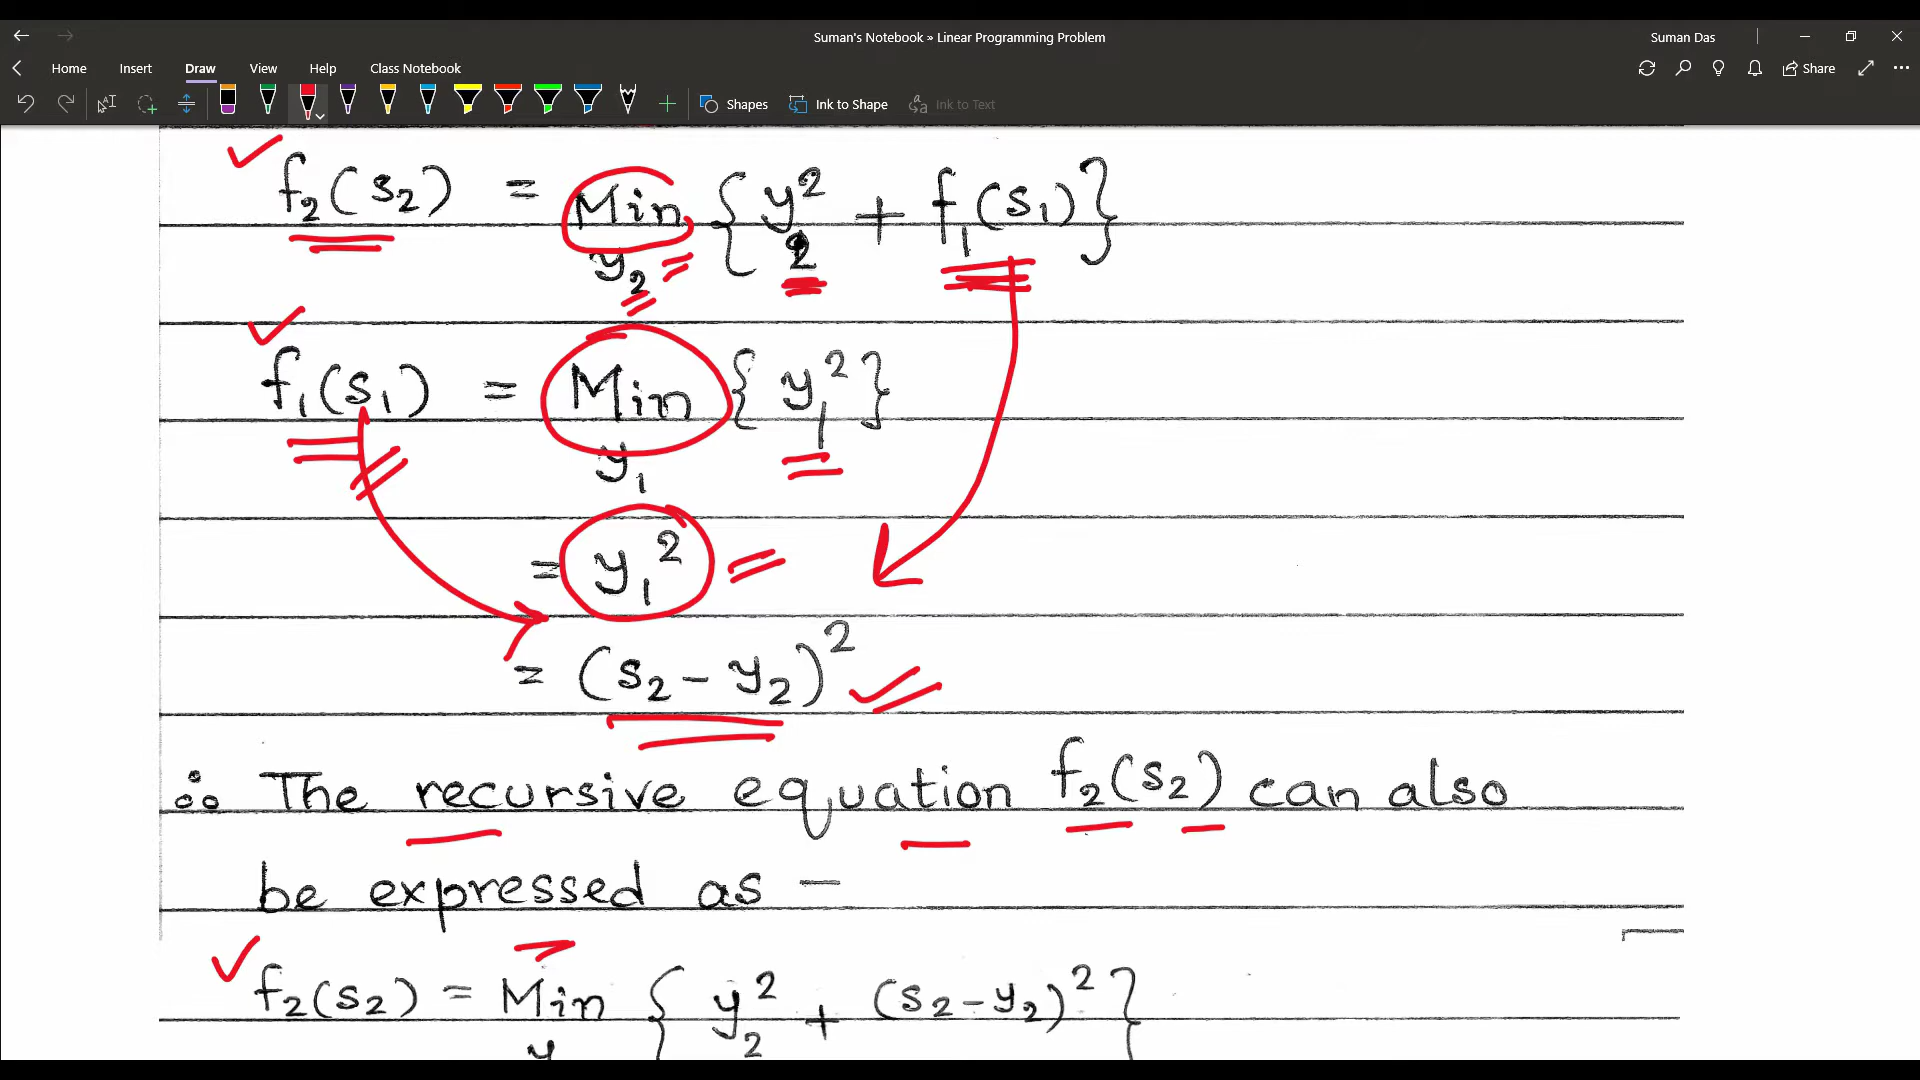 Suman's Notebook » Linear Programming Problem
Suman Das
Home Insert Draw View Help Class Notebook
Share
Shapes Ink to Shape Ink to Text
f₂(s₂) = Min {y₂² + f₁(s₁)}
y₂
f₁(s₁) = Min {y₁²}
y₁
= y₁²
= (s₂ - y₂)²
∴ The recursive equation f₂(s₂) can also
be expressed as -
f₂(s₂) = Min {y₂² + (s₂-y₂)²}
y